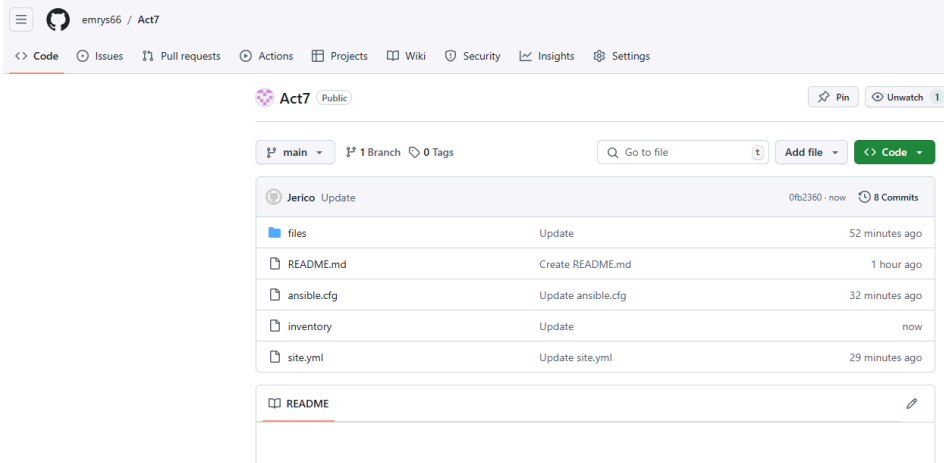 emrys66 / Act7
Code Issues Pull requests Actions Projects Wiki Security Insights Settings
Act7 Public Pin Unwatch 1
main 1 Branch 0 Tags Go to file t Add file Code
Jerico Update 0fb2360 · now 8 Commits
files Update 52 minutes ago
README.md Create README.md 1 hour ago
ansible.cfg Update ansible.cfg 32 minutes ago
inventory Update now
site.yml Update site.yml 29 minutes ago
README